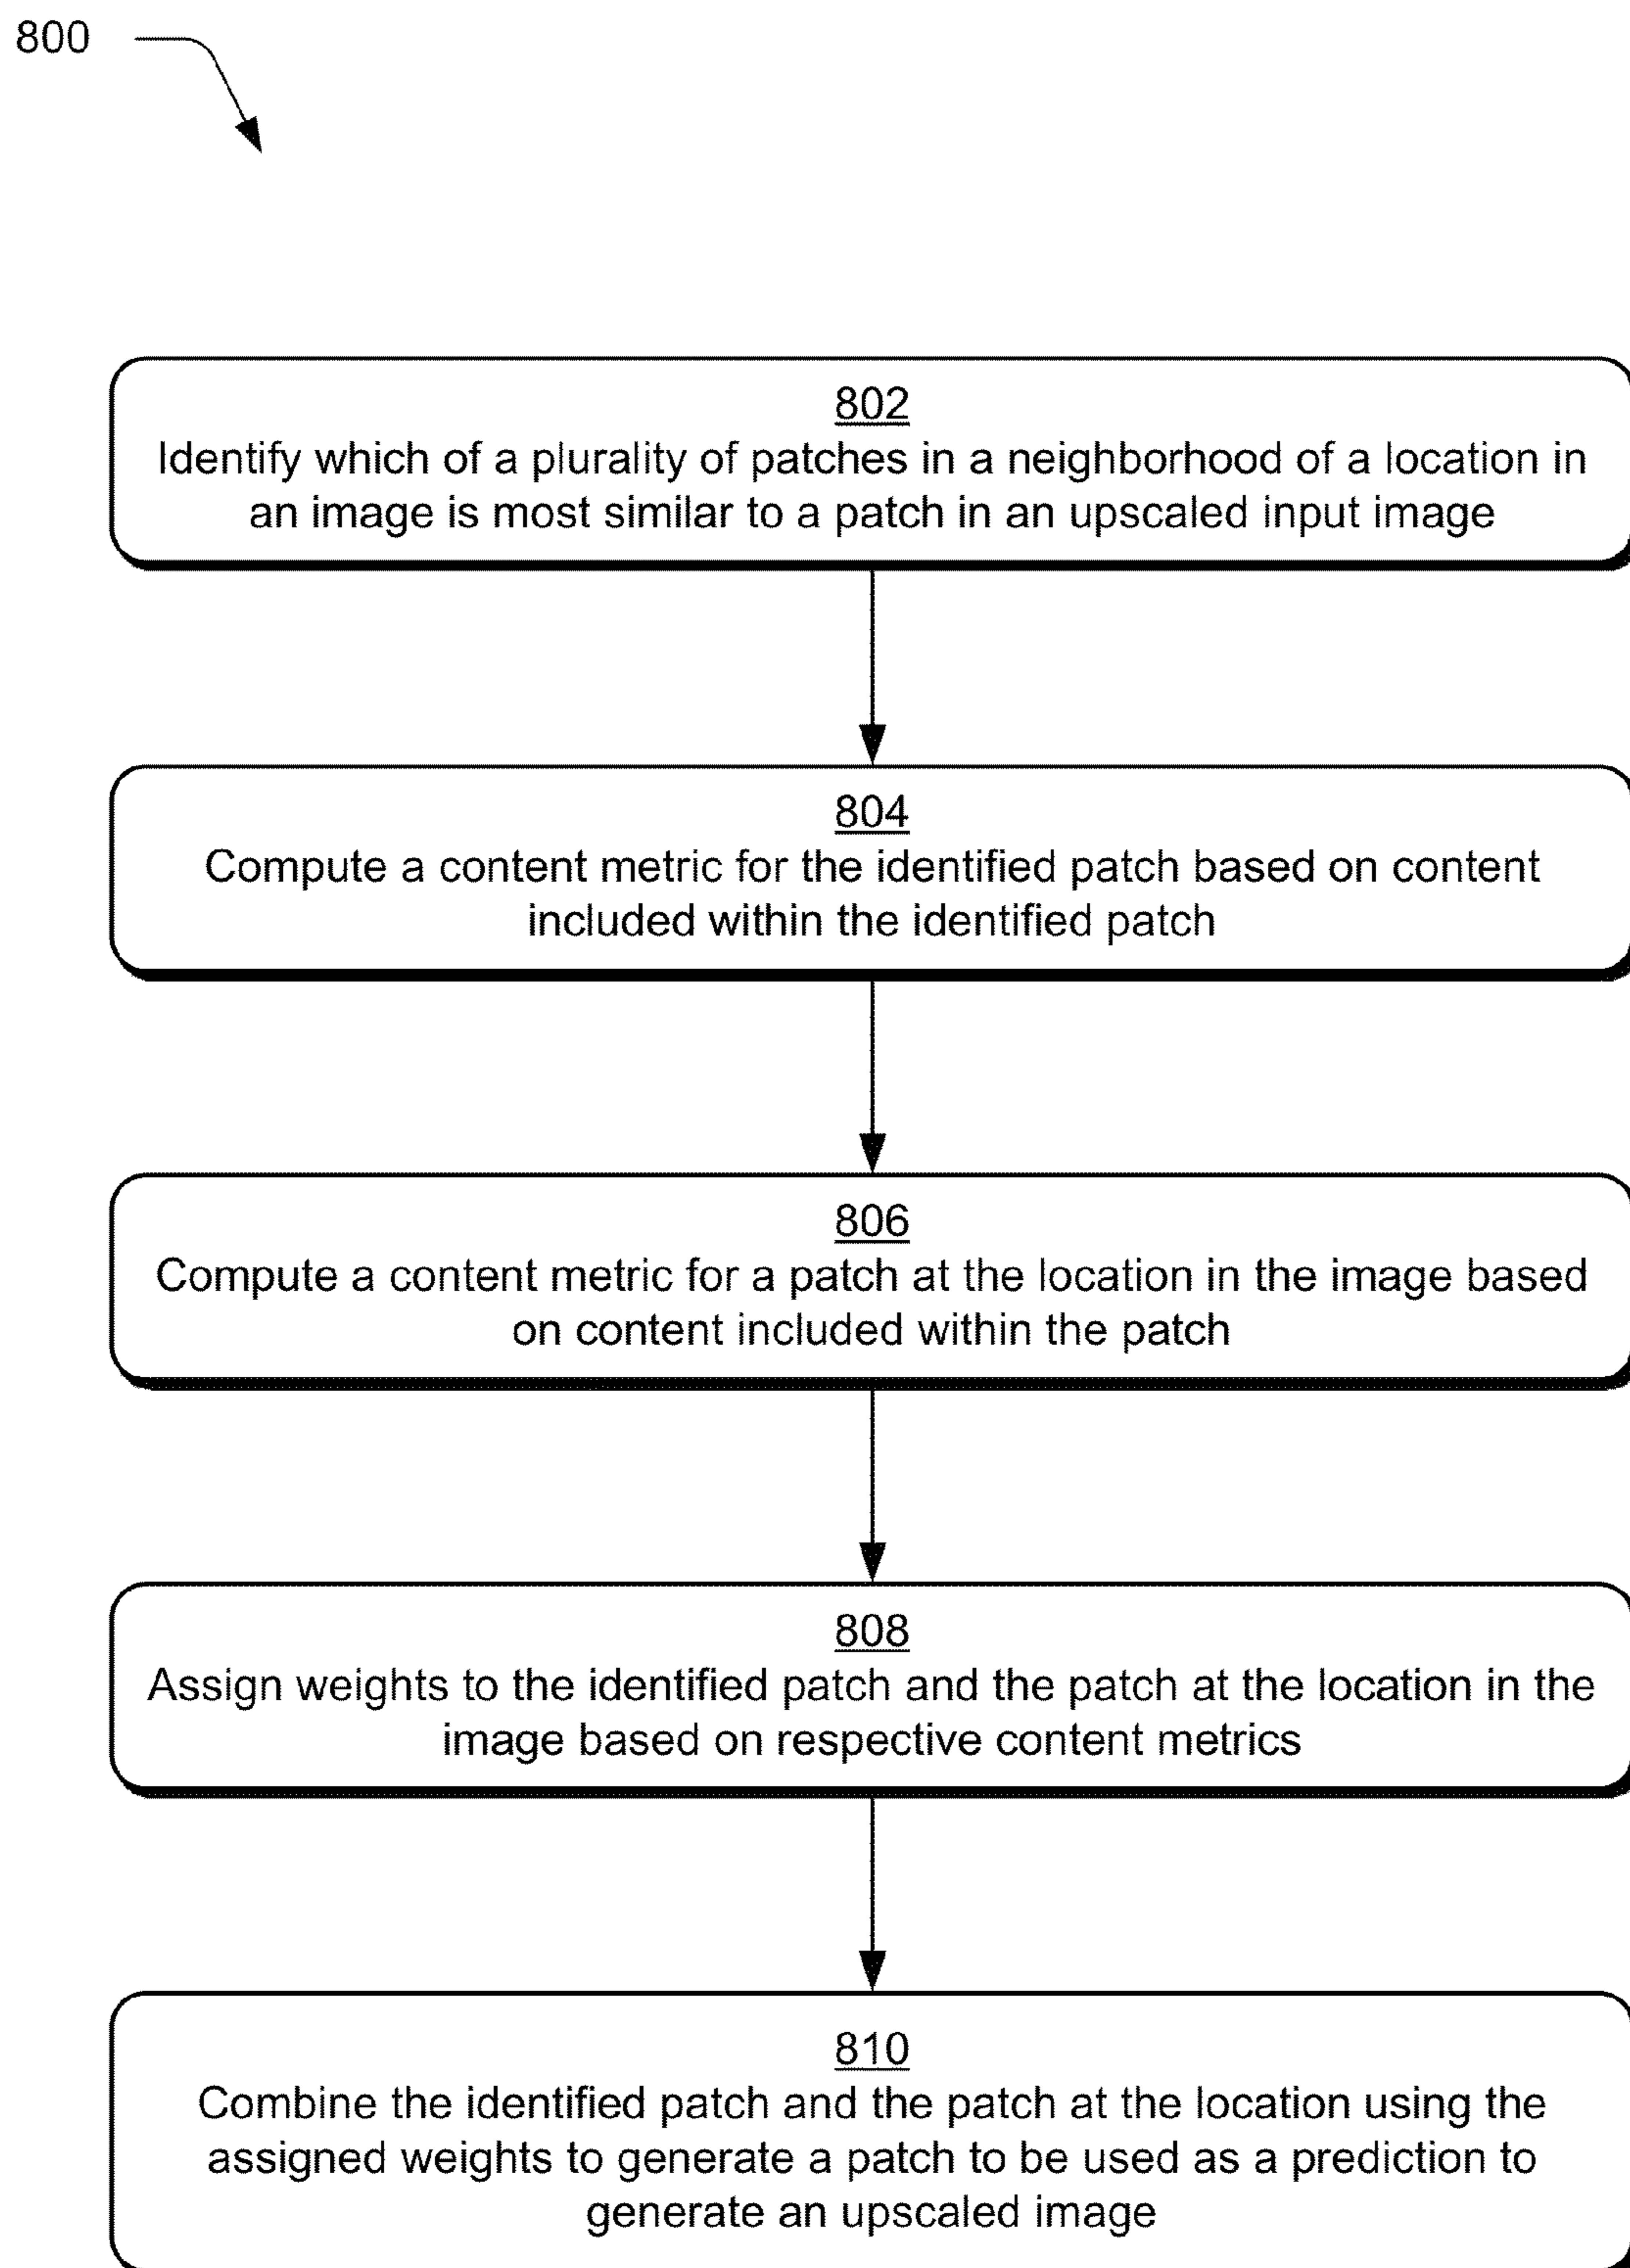 800
802
Identify which of a plurality of patches in a neighborhood of a location in
an image is most similar to a patch in an upscaled input image
804
Compute a content metric for the identified patch based on content
included within the identified patch
806
Compute a content metric for a patch at the location in the image based
on content included within the patch
808
Assign weights to the identified patch and the patch at the location in the
image based on respective content metrics
810
Combine the identified patch and the patch at the location using the
assigned weights to generate a patch to be used as a prediction to
generate an upscaled image